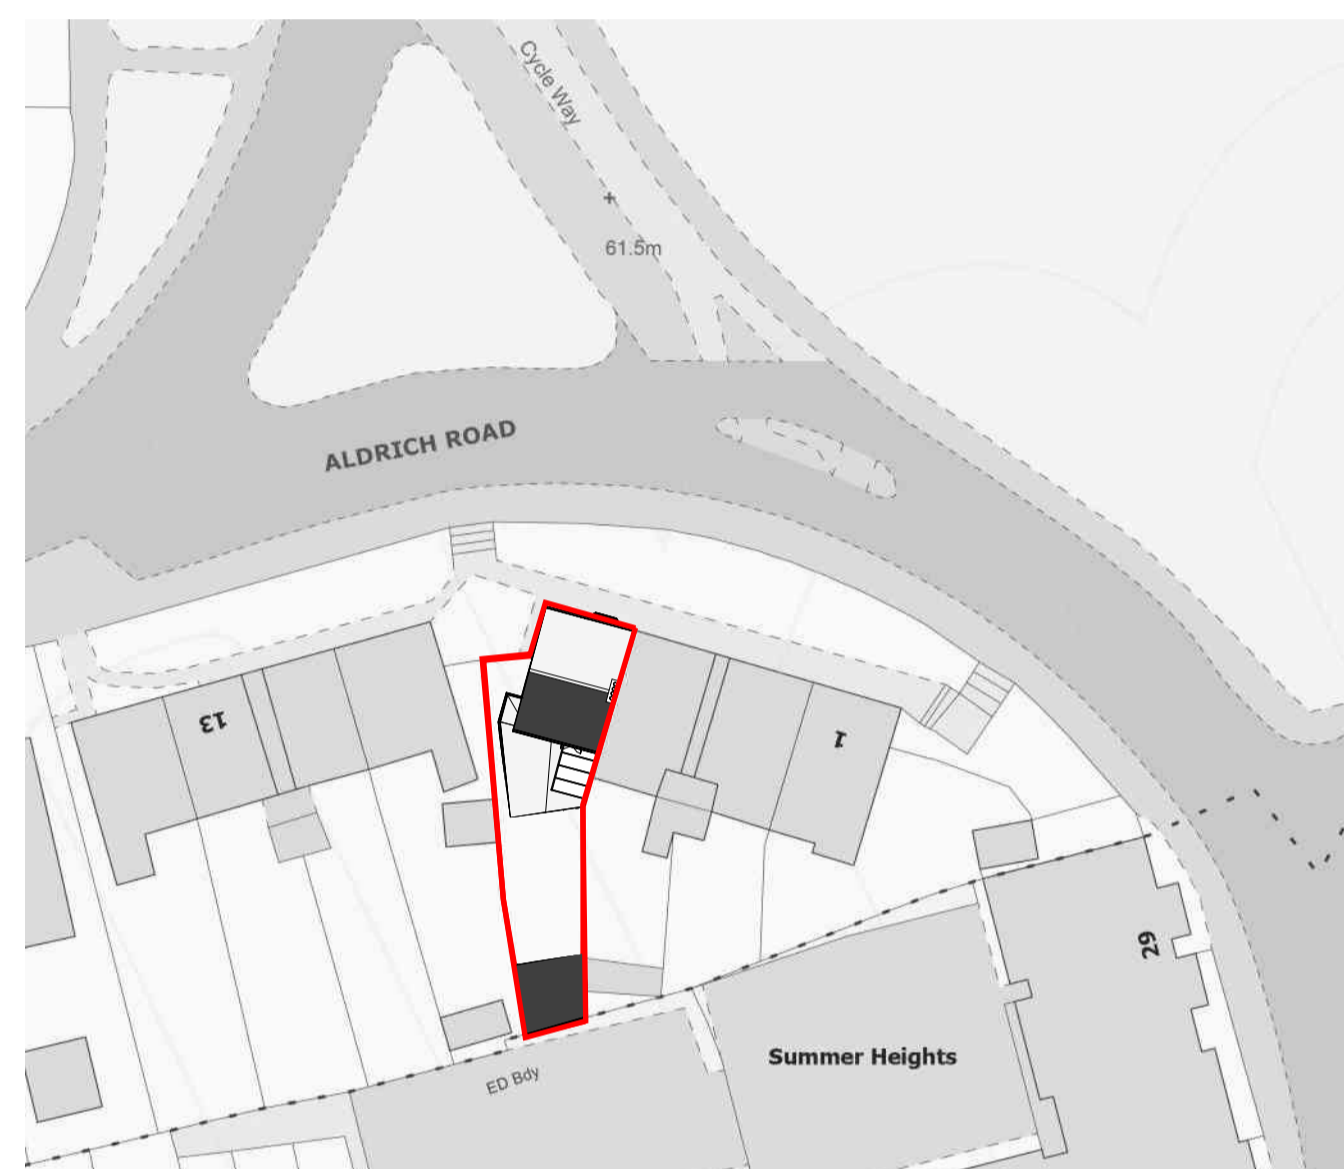 Cycle Way
61.5m
ALDRICH ROAD
13
1
29
Summer Heights
ED Bdy